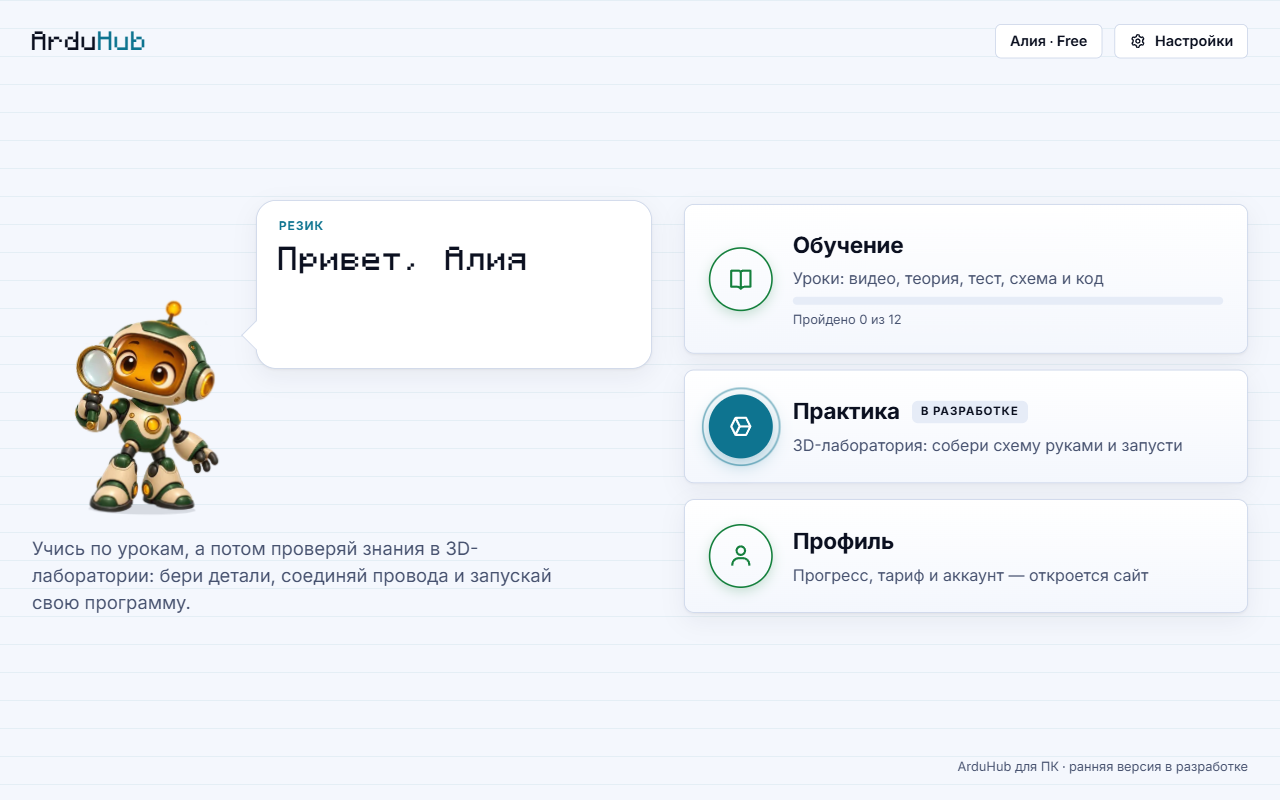 ArduHub
Алия · Free
Настройки
РЕЗИК
Привет, Алия
Учись по урокам, а потом проверяй знания в 3D-
лаборатории: бери детали, соединяй провода и запускай
свою программу.
Обучение
Уроки: видео, теория, тест, схема и код
Пройдено 0 из 12
Практика
В РАЗРАБОТКЕ
3D-лаборатория: собери схему руками и запусти
Профиль
Прогресс, тариф и аккаунт — откроется сайт
ArduHub для ПК · ранняя версия в разработке